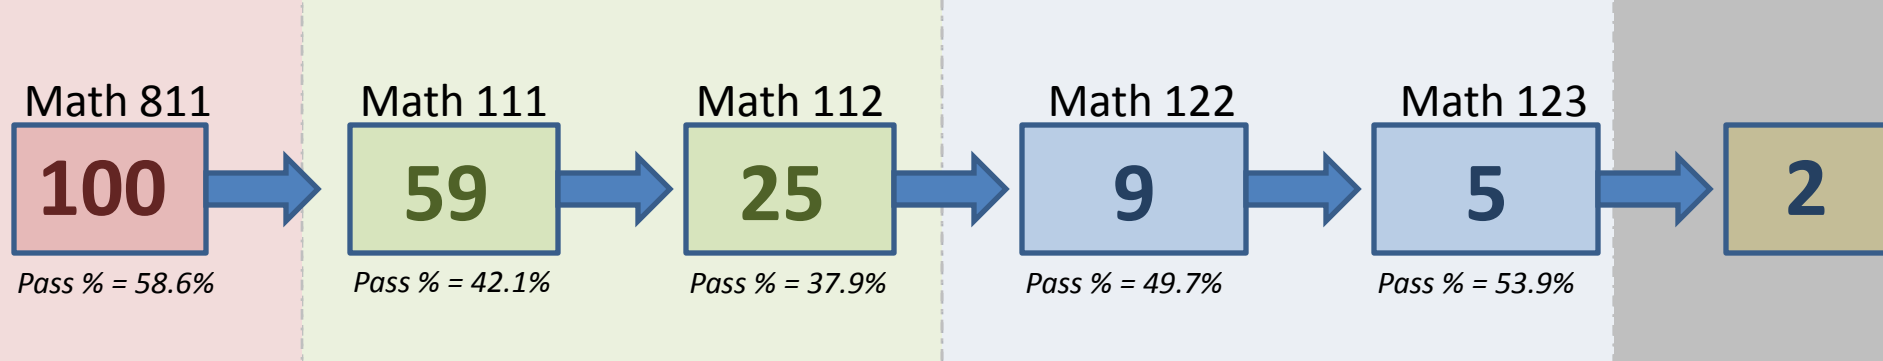 Math 811
Math 111
Math 112
Math 122
Math 123
100
59
25
9
5
2
Pass % = 58.6%
Pass % = 42.1%
Pass % = 37.9%
Pass % = 49.7%
Pass % = 53.9%